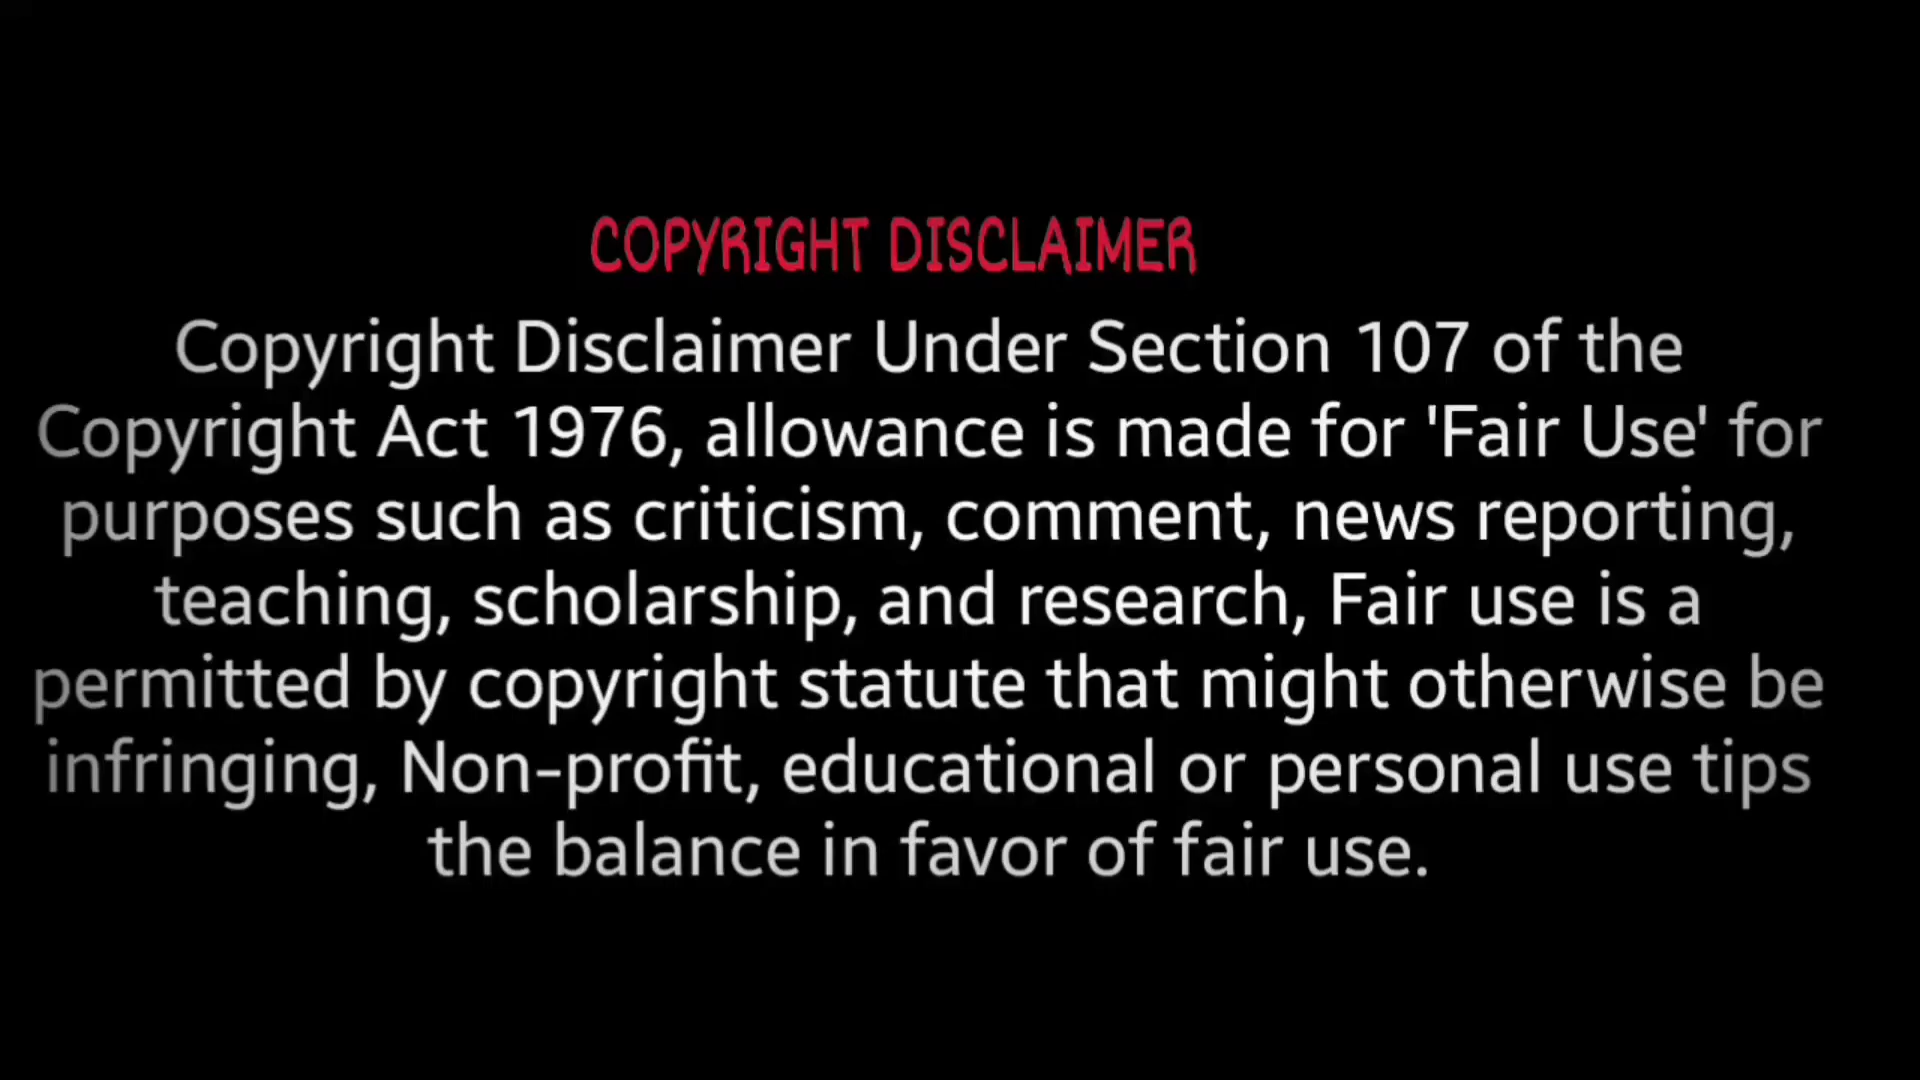 COPYRIGHT DISCLAIMER
Copyright Disclaimer Under Section 107 of the
Copyright Act 1976, allowance is made for 'Fair Use' for
purposes such as criticism, comment, news reporting,
teaching, scholarship, and research, Fair use is a
permitted by copyright statute that might otherwise be
infringing, Non-profit, educational or personal use tips
the balance in favor of fair use.